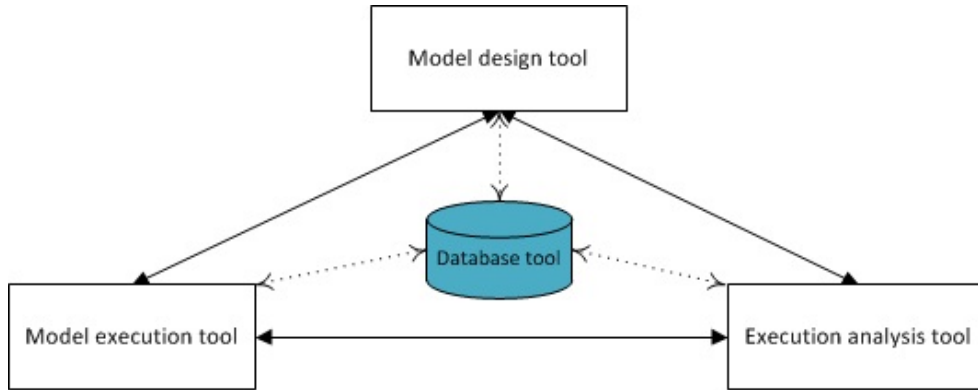 Model design tool
Database tool
Model execution tool
Execution analysis tool